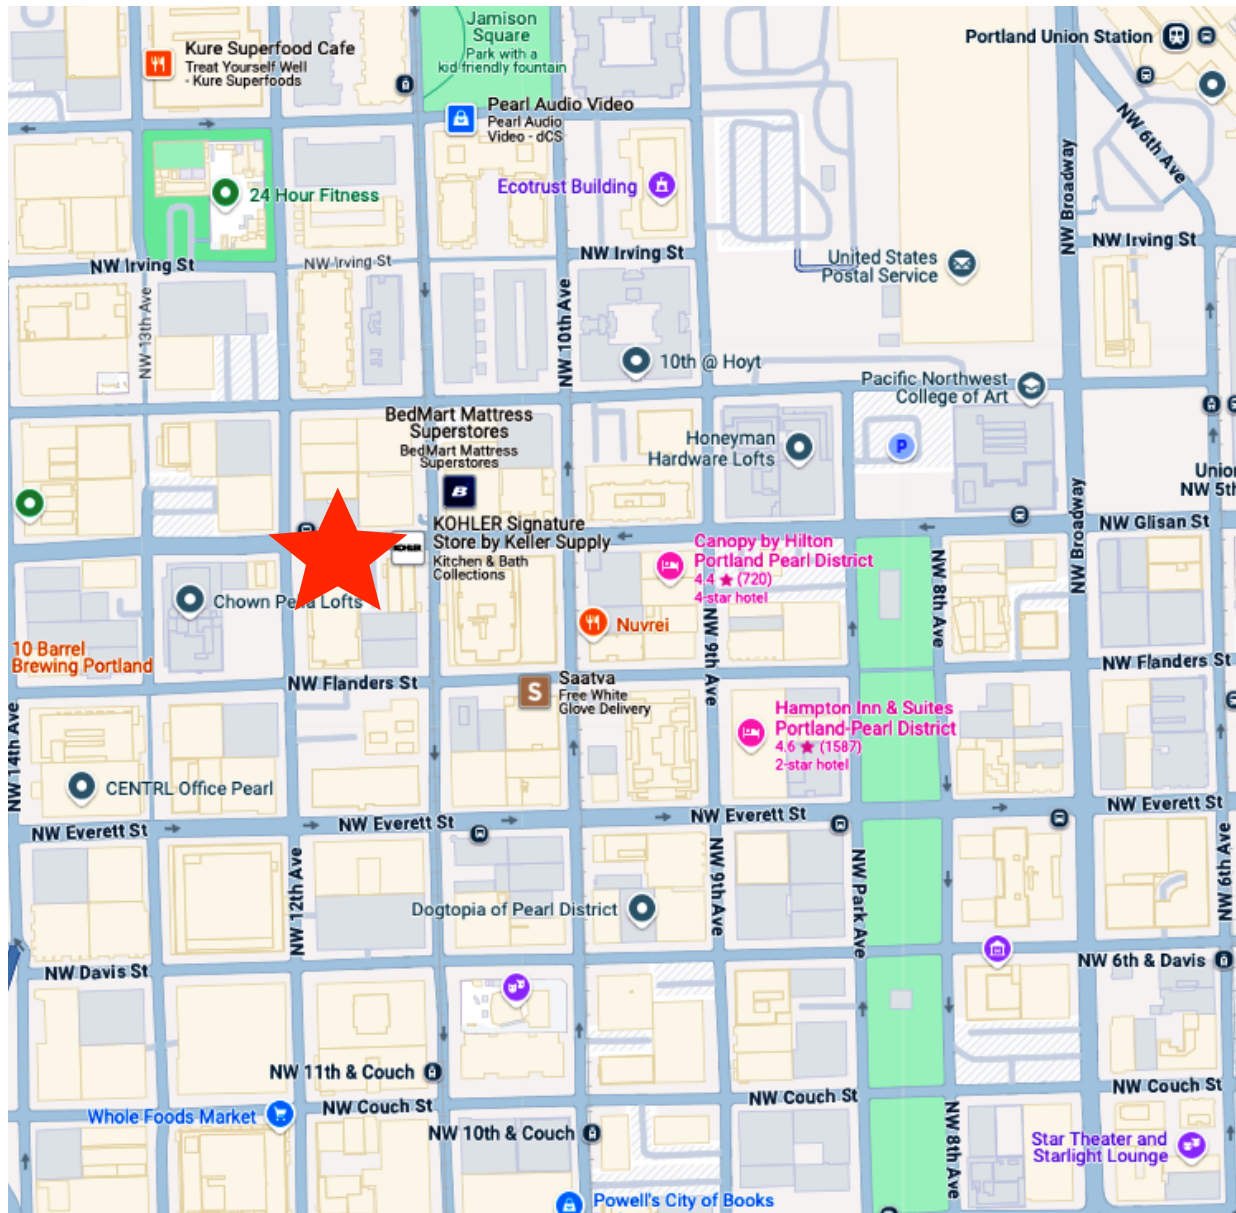 Jamison
Square
Park with a
kid friendly fountain
Portland Union Station
Kure Superfood Cafe
Treat Yourself Well
- Kure Superfoods
Pearl Audio Video
Pearl Audio
Video - dCS
NW 6th Ave
NW Broadway
Ecotrust Building
24 Hour Fitness
NW Irving St
NW Irving St
NW Irving St
NW Irving St
United States
Postal Service
NW 13th Ave
NW 10th Ave
10th @ Hoyt
Pacific Northwest
College of Art
P
BedMart Mattress
Superstores
BedMart Mattress
Superstores
B
Honeyman
Hardware Lofts
Union
NW 5th
NW Glisan St
NW Broadway
KOHLER
KOHLER Signature
Store by Keller Supply
Kitchen & Bath
Collections
Canopy by Hilton
Portland Pearl District
4.4 ★ (720)
4-star hotel
NW 8th Ave
NW 9th Ave
Chown Lofts
Nuvrei
10 Barrel
Brewing Portland
NW Flanders St
NW Flanders St
S
Saatva
Free White
Glove Delivery
Hampton Inn & Suites
Portland-Pearl District
4.6 ★ (1587)
2-star hotel
NW 14th Ave
CENTRL Office Pearl
NW Everett St
NW Everett St
NW Everett St
NW Everett St
NW 12th Ave
NW 9th Ave
NW Park Ave
NW 6th Ave
Dogtopia of Pearl District
NW Davis St
NW 6th & Davis
NW 11th & Couch
NW Couch St
NW Couch St
NW Couch St
Whole Foods Market
NW 10th & Couch
NW 8th Ave
Star Theater and
Starlight Lounge
Powell's City of Books